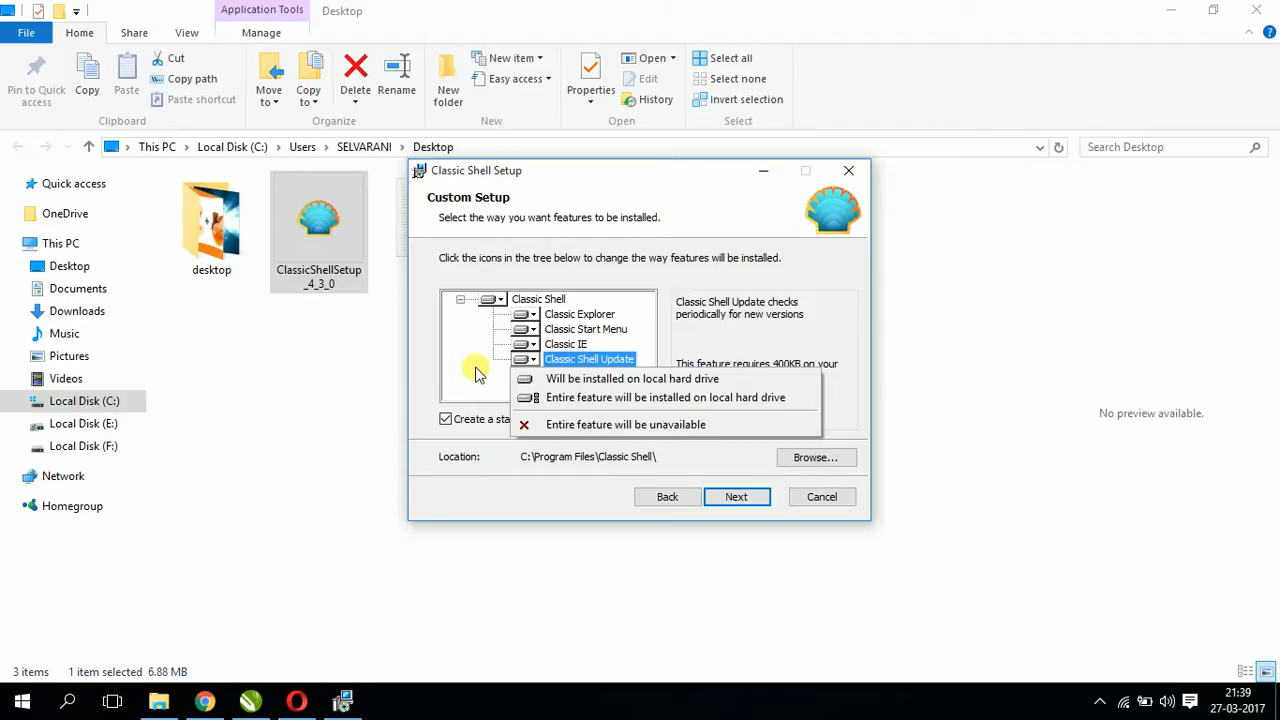 Application Tools
Desktop
File
Home
Share
View
Manage
Pin to Quick
access
Copy
Paste
Cut
Copy path
Paste shortcut
Clipboard
Move
to
Copy
to
Delete
Rename
Organize
New
folder
New item
Easy access
New
Properties
Open
Edit
History
Open
Select all
Select none
Invert selection
Select
This PC
Local Disk (C:)
Users
SELVARANI
Desktop
Search Desktop
Quick access
OneDrive
This PC
Desktop
Documents
Downloads
Music
Pictures
Videos
Local Disk (C:)
Local Disk (E:)
Local Disk (F:)
Network
Homegroup
desktop
ClassicShellSetup
_4_3_0
Classic Shell Setup
Custom Setup
Select the way you want features to be installed.
Click the icons in the tree below to change the way features will be installed.
Classic Shell
Classic Explorer
Classic Start Menu
Classic IE
Classic Shell Update
Classic Shell Update checks
periodically for new versions
This feature requires 400KB on your
Will be installed on local hard drive
Entire feature will be installed on local hard drive
Entire feature will be unavailable
Create a sta
Location:
C:\Program Files\Classic Shell\
Browse...
Back
Next
Cancel
No preview available.
3 items
1 item selected 6.88 MB
21:39
27-03-2017